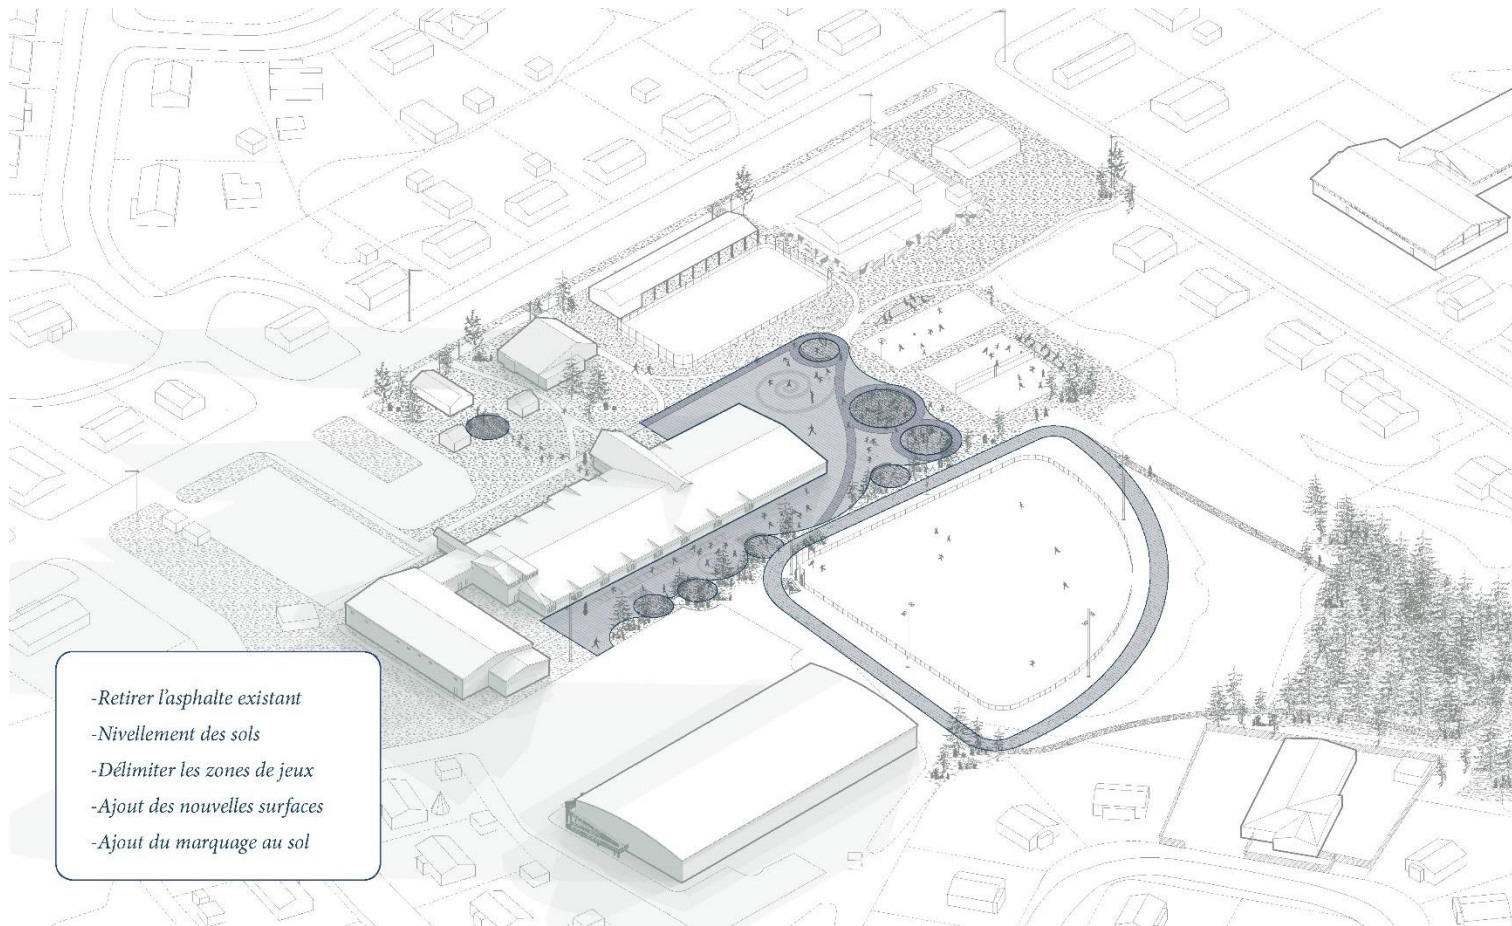 -Retirer l'asphalte existant
-Nivellement des sols
-Délimiter les zones de jeux
-Ajout des nouvelles surfaces
-Ajout du marquage au sol